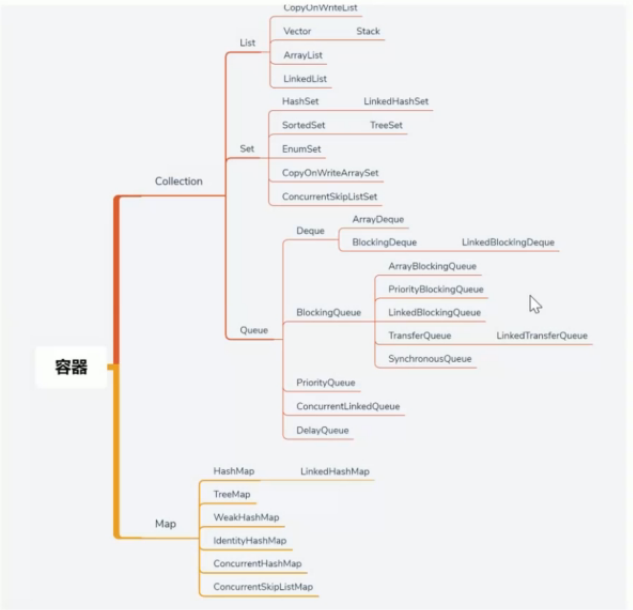 CopyOnWriteList
List
Vector
Stack
ArrayList
LinkedList
HashSet
LinkedHashSet
SortedSet
TreeSet
Set
EnumSet
CopyOnWriteArraySet
ConcurrentSkipListSet
Collection
Deque
ArrayDeque
BlockingDeque
LinkedBlockingDeque
Queue
BlockingQueue
ArrayBlockingQueue
PriorityBlockingQueue
LinkedBlockingQueue
TransferQueue
LinkedTransferQueue
SynchronousQueue
PriorityQueue
ConcurrentLinkedQueue
DelayQueue
容器
Map
HashMap
LinkedHashMap
TreeMap
WeakHashMap
IdentityHashMap
ConcurrentHashMap
ConcurrentSkipListMap